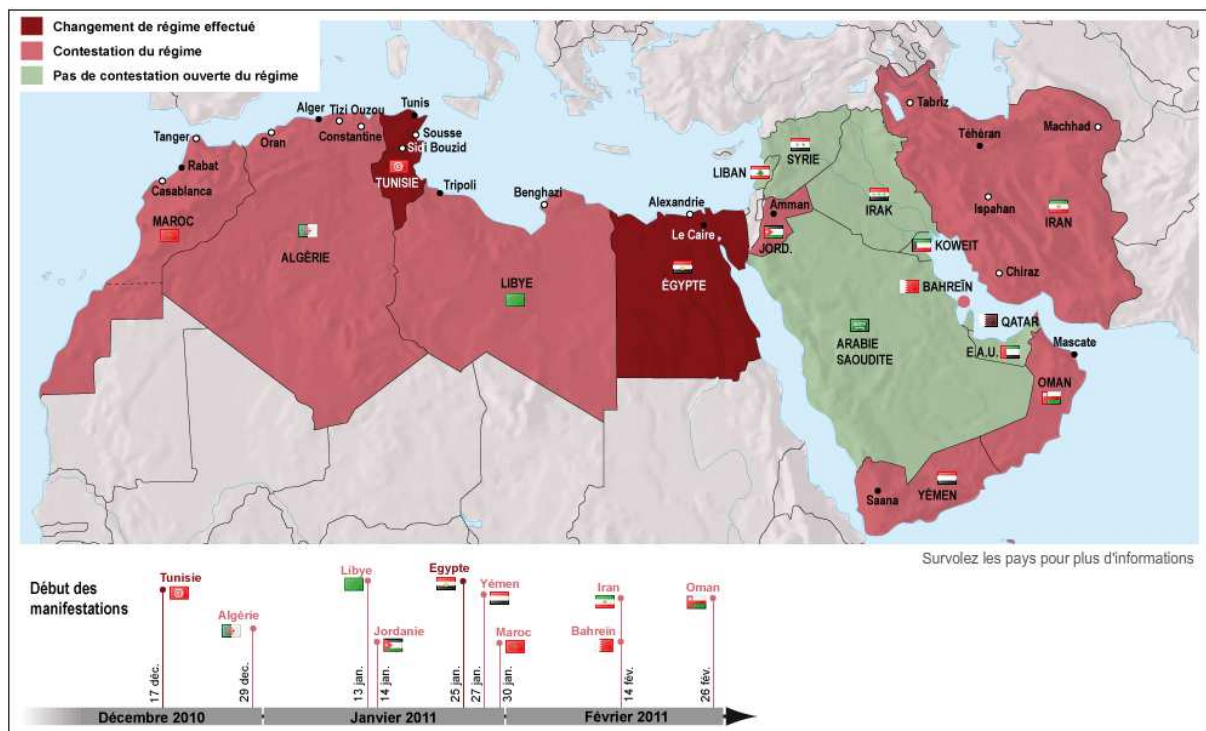 Changement de régime effectué
Contestation du régime
Pas de contestation ouverte du régime
Tanger
Rabat
Casablanca
MAROC
Oran
Alger
Tizi Ouzou
Constantine
ALGÉRIE
Tunis
Sousse
Sidi Bouzid
TUNISIE
Tripoli
Benghazi
LIBYE
Alexandrie
Le Caire
ÉGYPTE
LIBAN
SYRIE
Amman
JORD.
IRAK
KOWEIT
Tabriz
Téhéran
Machhad
Ispahan
IRAN
Chiraz
BAHREÏN
QATAR
ARABIE
SAOUDITE
E.A.U.
Mascate
OMAN
Saana
YÉMEN
Survolez les pays pour plus d'informations
Début des
manifestations
Tunisie
Algérie
Libye
Jordanie
Egypte
Yémen
Maroc
Iran
Bahreïn
Oman
17 déc.
29 dec.
13 jan.
14 jan.
25 jan.
27 jan.
30 jan.
14 fév.
26 fév.
Décembre 2010
Janvier 2011
Février 2011